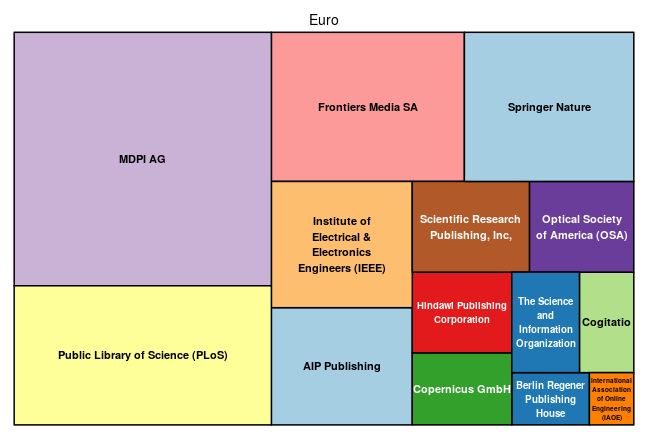 Euro
MDPI AG
Frontiers Media SA
Springer Nature
Public Library of Science (PLoS)
Institute of
Electrical &
Electronics
Engineers (IEEE)
AIP Publishing
Scientific Research
Publishing, Inc,
Optical Society
of America (OSA)
Hindawi Publishing
Corporation
Copernicus GmbH
The Science
and
Information
Organization
Cogitatio
Berlin Regener
Publishing
House
International
Association
of Online
Engineering
(IAOE)